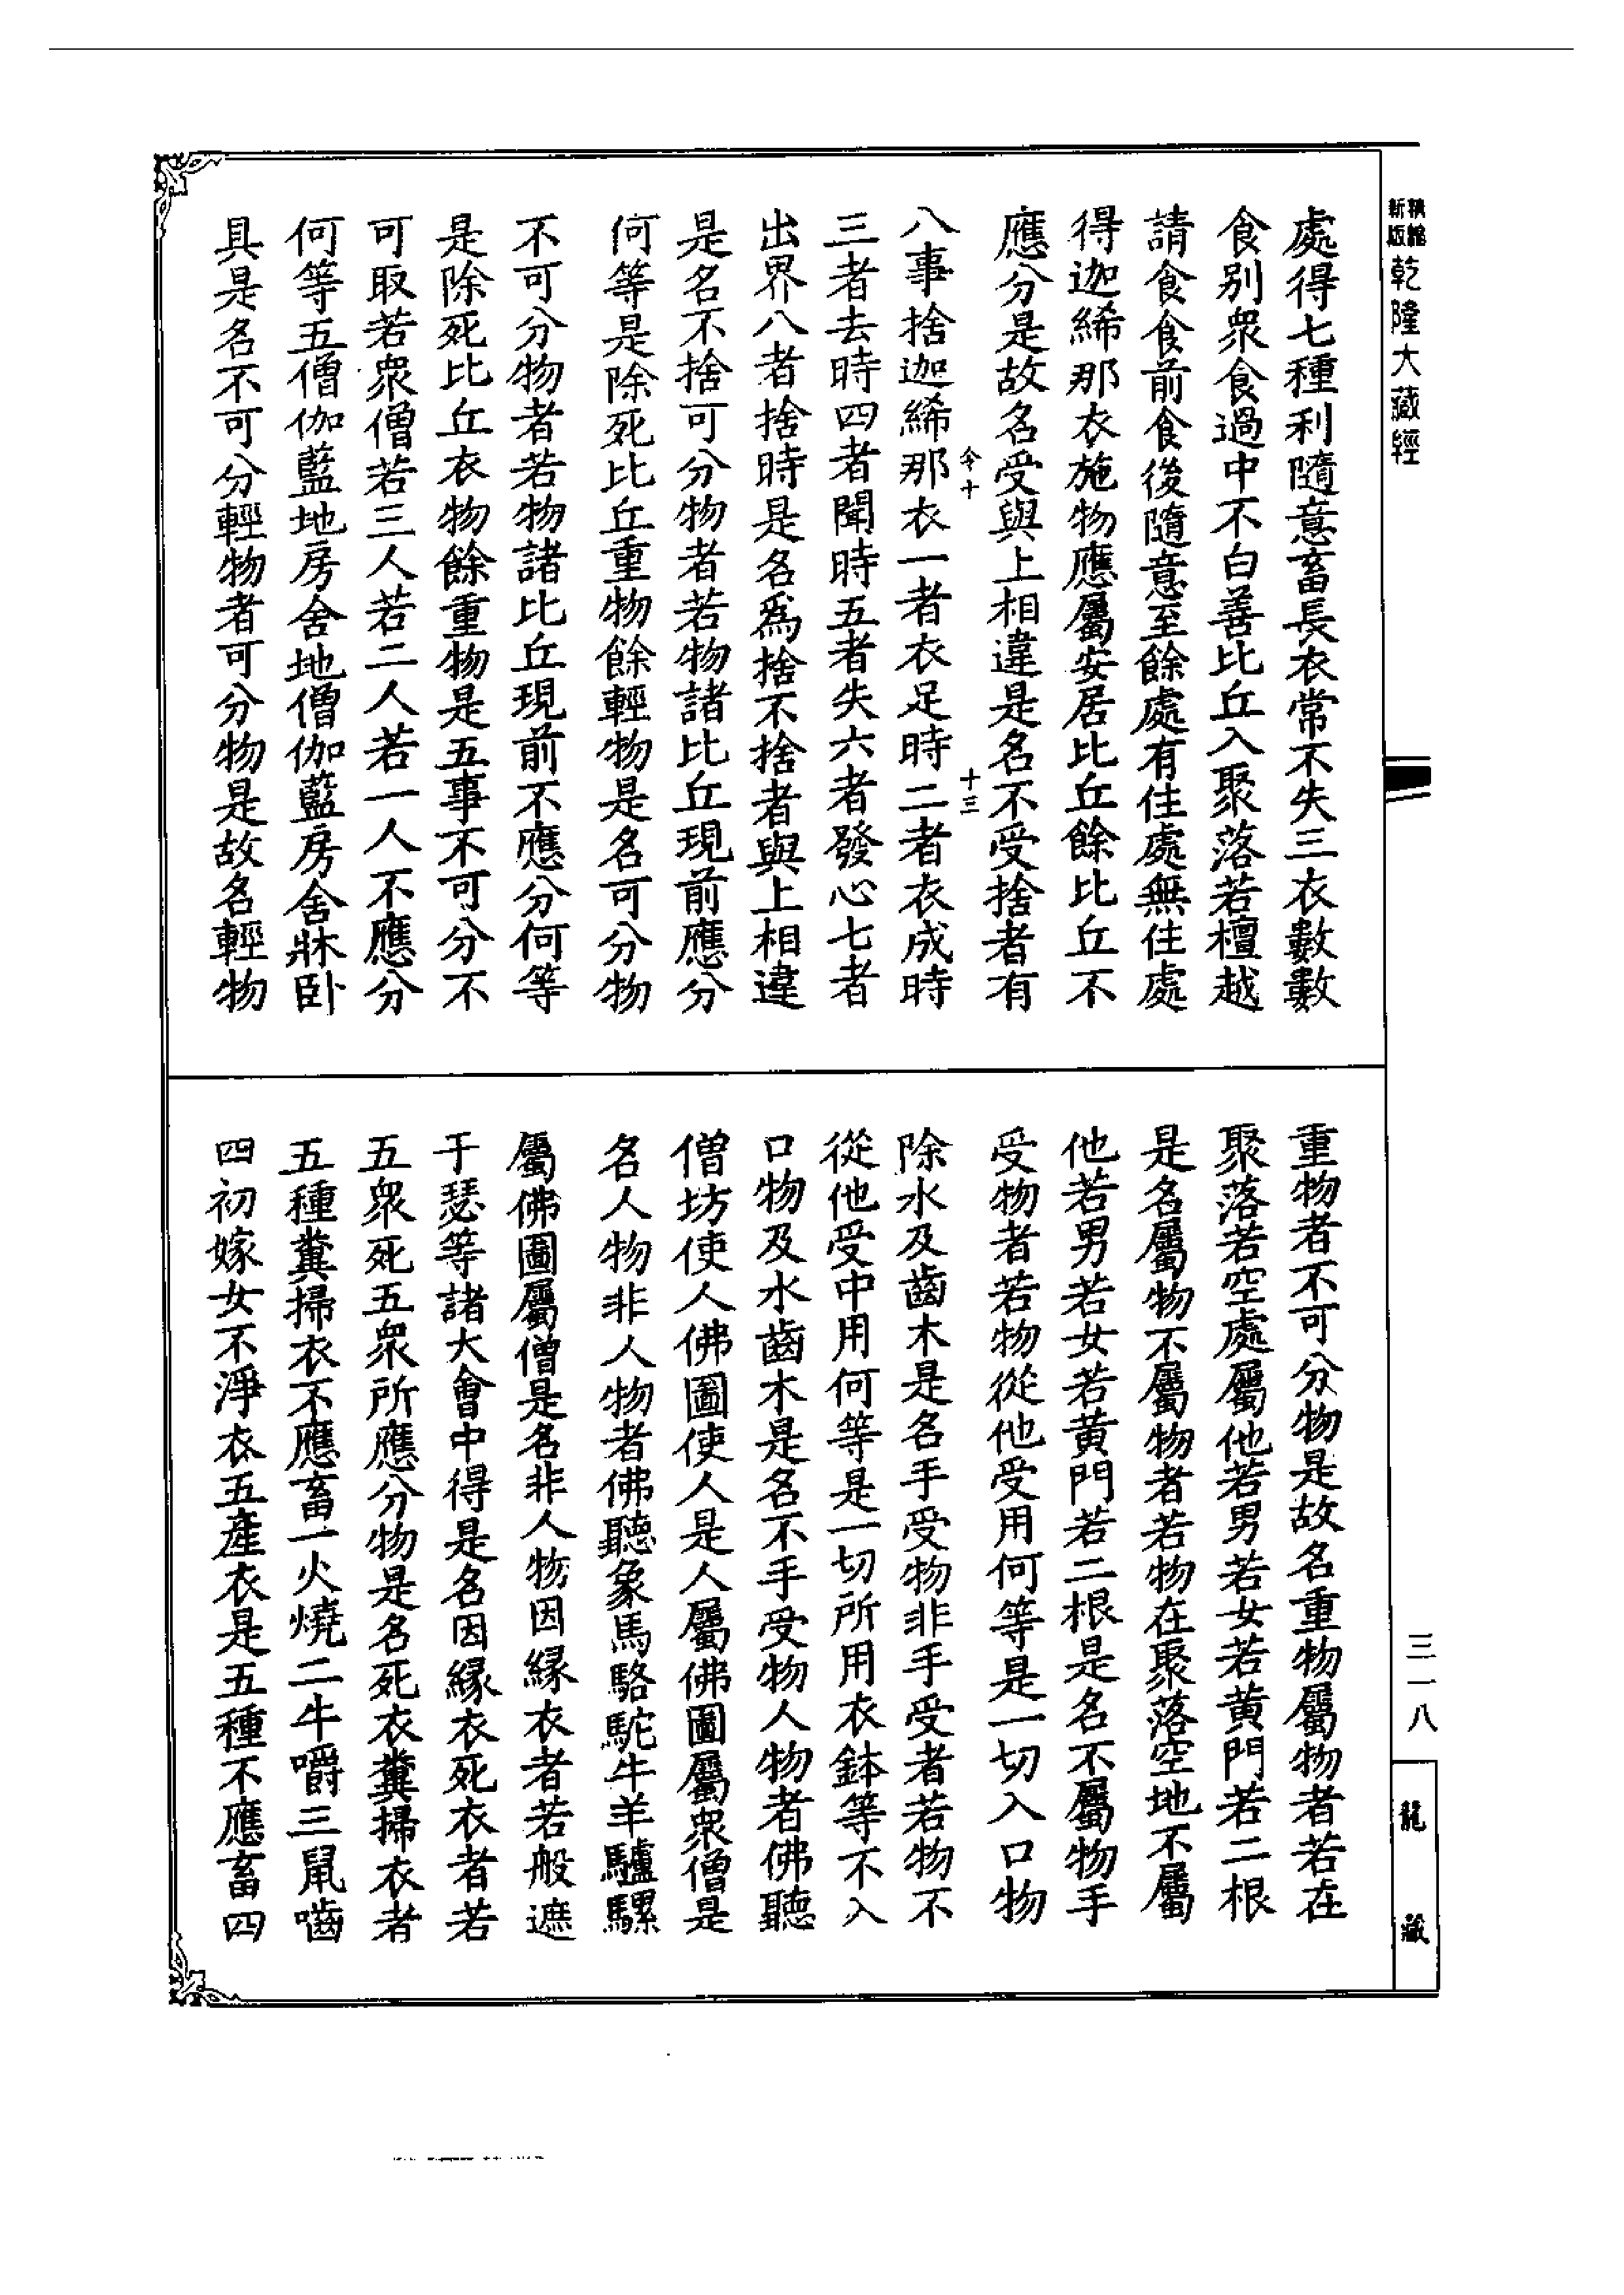 精縮
新版
乾隆大藏經
處得七種利隨意畜長衣常不失三衣數數
食別衆食過中不白善比丘入聚落若檀越
請食食前食後隨意至餘處有住處無住處
得迦絺那衣施物應屬安居比丘餘比丘不
應分是故名受與上相違是名不受捨者有
令十
十三
八事捨迦絺那衣一者衣足時二者衣成時
三者去時四者聞時五者失六者發心七者
出界八者捨時是名爲捨不捨者與上相違
是名不捨可分物者若物諸比丘現前應分
何等是除死比丘重物餘輕物是名可分物
不可分物者若物諸比丘現前不應分何等
是除死比丘衣物餘重物是五事不可分不
可取若衆僧若三人若二人若一人不應分
何等五僧伽藍地房舍地僧伽藍房舍牀卧
具是名不可分輕物者可分物是故名輕物
重物者不可分物是故名重物屬物者若在
聚落若空處屬他若男若女若黄門若二根
是名屬物不屬物者若物在聚落空地不屬
他若男若女若黄門若二根是名不屬物手
受物者若物從他受用何等是一切入口物
除水及齒木是名手受物非手受者若物不
從他受中用何等是一切所用衣鉢等不入
口物及水齒木是名不手受物人物者佛聽
僧坊使人佛圖使人是人屬佛圖屬衆僧是
名人物非人物者佛聽象馬駱駝牛羊驢騾
屬佛圖屬僧是名非人物因縁衣者若般遮
于瑟等諸大會中得是名因縁衣死衣者若
五衆死五衆所應分物是名死衣糞掃衣者
五種糞掃衣不應畜一火燒二牛嚼三鼠嚙
四初嫁女不淨衣五產衣是五種不應畜四
三一八
龍藏